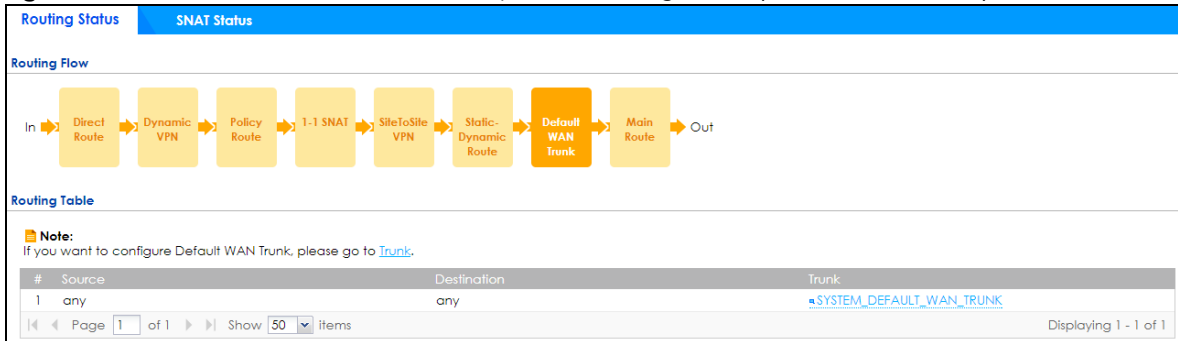 Routing Status SNAT Status
Routing Flow
In Direct Route Dynamic VPN Policy Route 1-1 SNAT SiteToSite VPN Static-Dynamic Route Default WAN Trunk Main Route Out
Routing Table
Note:
If you want to configure Default WAN Trunk, please go to Trunk.
# Source Destination Trunk
1 any any SYSTEM_DEFAULT_WAN_TRUNK
Page 1 of 1 Show 50 items Displaying 1 - 1 of 1